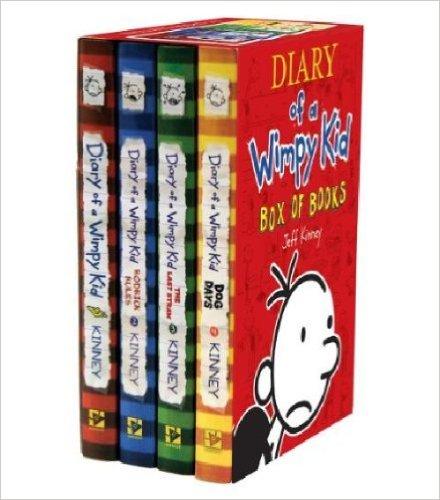 DIARY
of a
Wimpy Kid
BOX OF BOOKS
Jeff Kinney
Diary of a Wimpy Kid
KINNEY
Diary of a Wimpy Kid
RODRICK
RULES
2
KINNEY
Diary of a Wimpy Kid
THE
LAST STRAW
3
KINNEY
Diary of a Wimpy Kid
DOG
DAYS
KINNEY